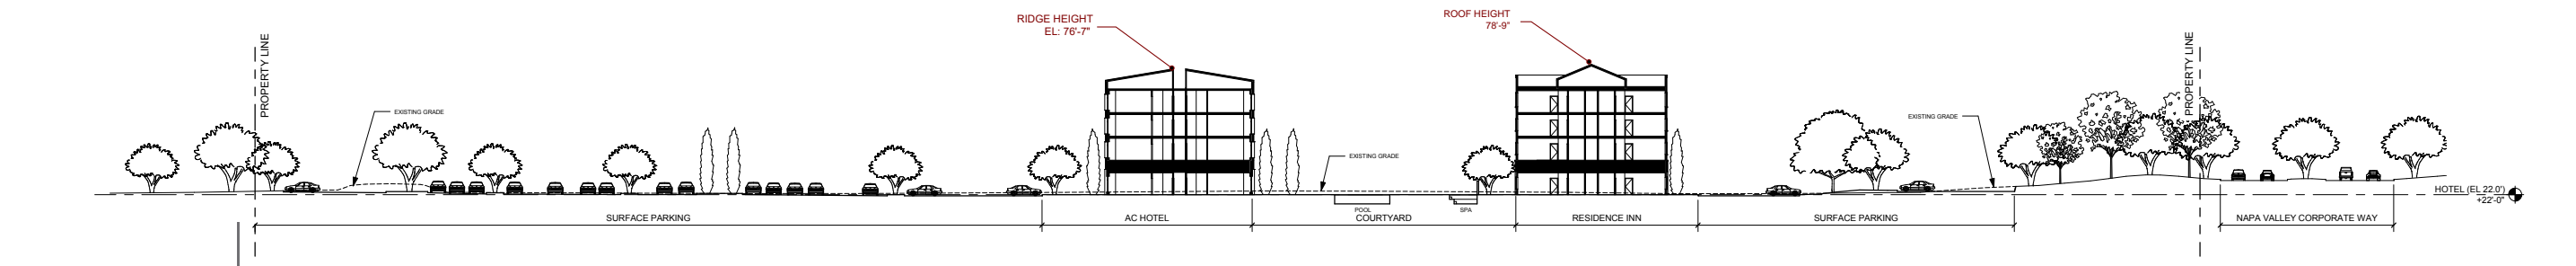 RIDGE HEIGHT
EL: 76'-7"
ROOF HEIGHT
78'-9"
PROPERTY LINE
PROPERTY LINE
EXISTING GRADE
EXISTING GRADE
EXISTING GRADE
HOTEL (EL 22.0')
+22'-0"
POOL
SPA
SURFACE PARKING
AC HOTEL
COURTYARD
RESIDENCE INN
SURFACE PARKING
NAPA VALLEY CORPORATE WAY